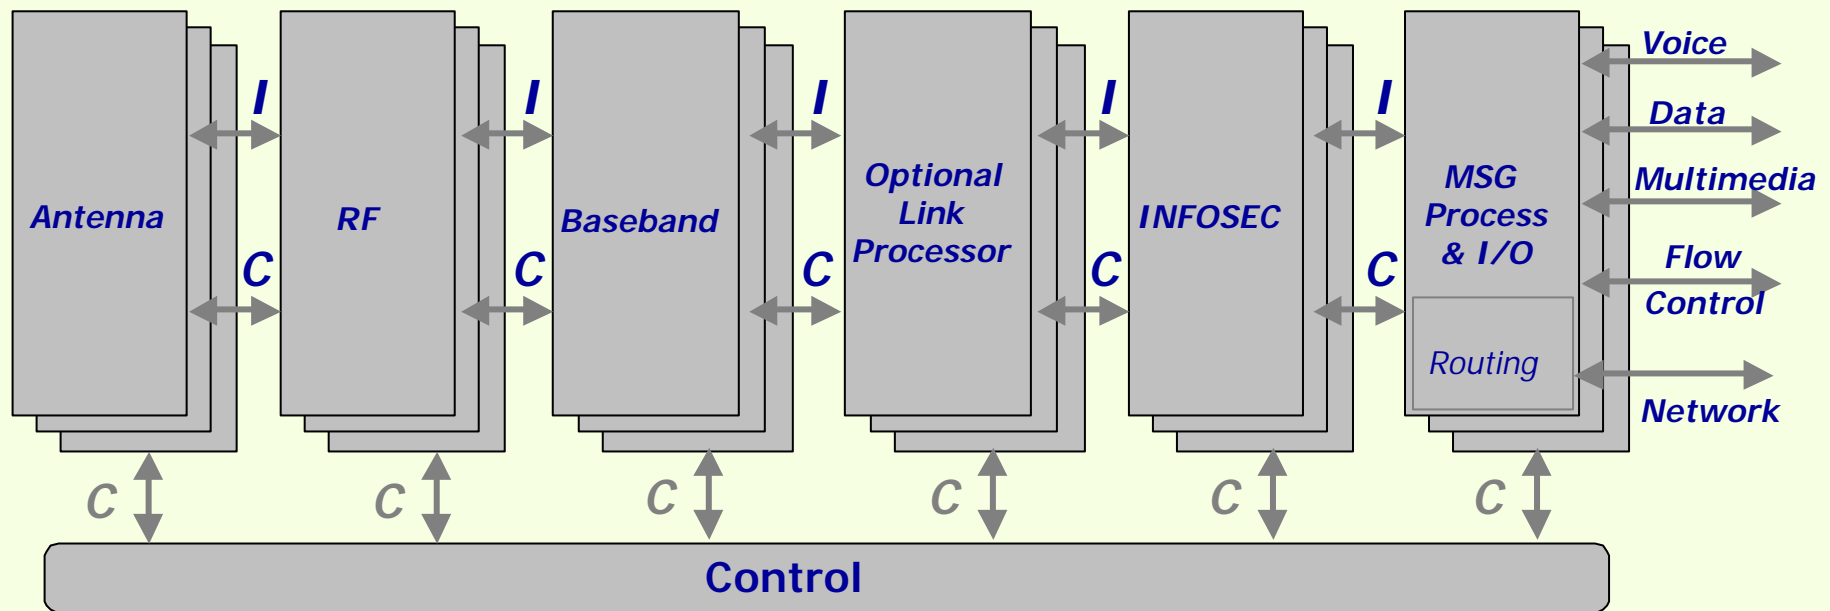 Antenna
I
C
RF
I
C
Baseband
I
C
Optional
Link
Processor
I
C
INFOSEC
I
C
MSG
Process
& I/O
Routing
Voice
Data
Multimedia
Flow
Control
Network
C
C
C
C
C
C
Control